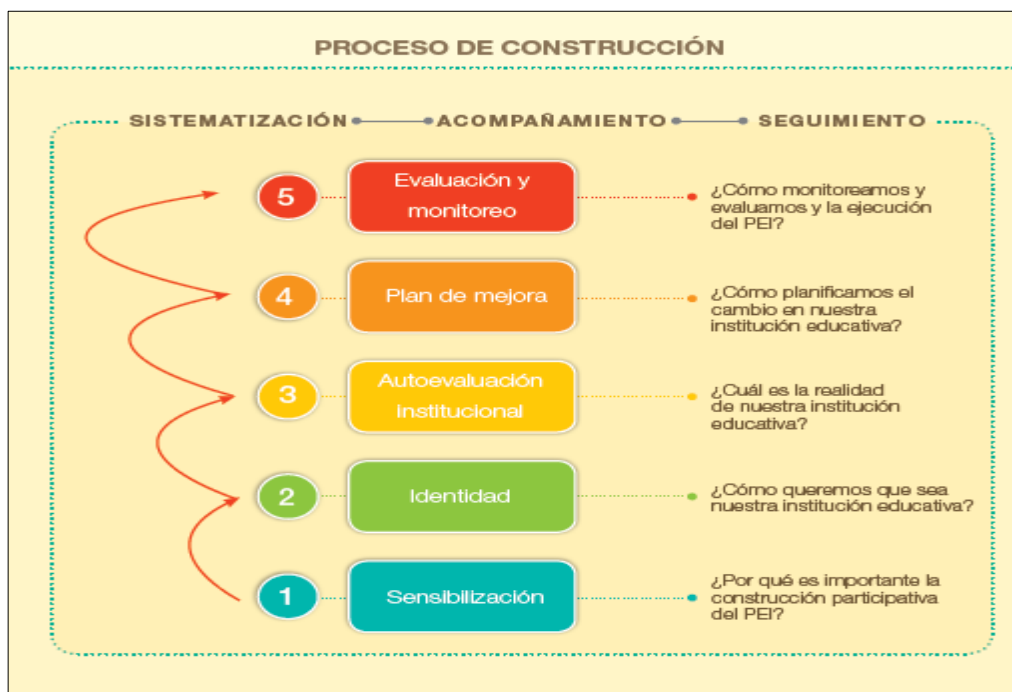 PROCESO DE CONSTRUCCIÓN
SISTEMATIZACIÓN ACOMPAÑAMIENTO SEGUIMIENTO
5
Evaluación y
monitoreo
¿Cómo monitoreamos y
evaluamos y la ejecución
del PEI?
4
Plan de mejora
¿Cómo planificamos el
cambio en nuestra
institución educativa?
3
Autoevaluación
institucional
¿Cuál es la realidad
de nuestra institución
educativa?
2
Identidad
¿Cómo queremos que sea
nuestra institución educativa?
1
Sensibilización
¿Por qué es importante la
construcción participativa
del PEI?